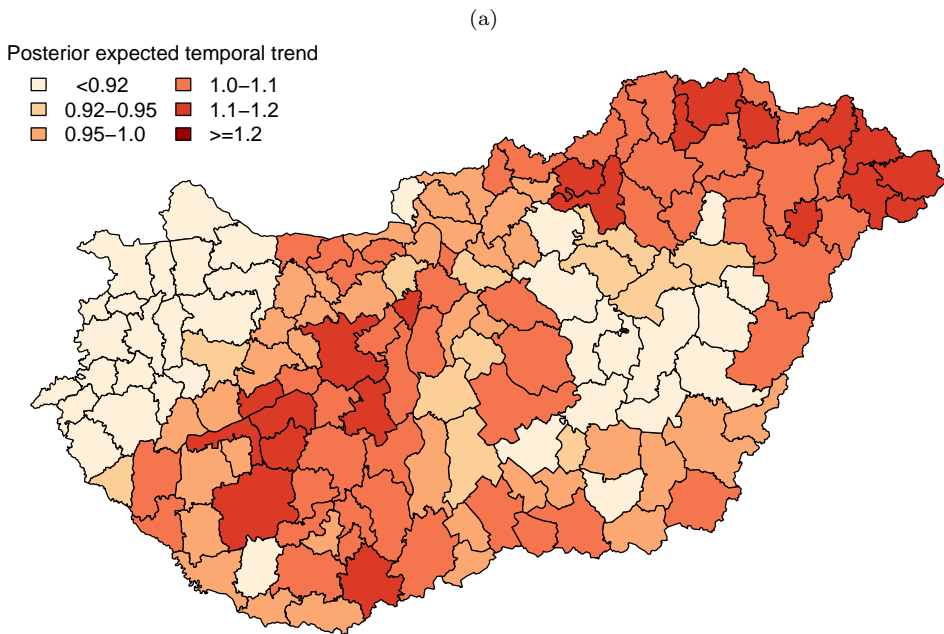 (a)
Posterior expected temporal trend
<0.92 1.0−1.1
0.92−0.95 1.1−1.2
0.95−1.0 >=1.2